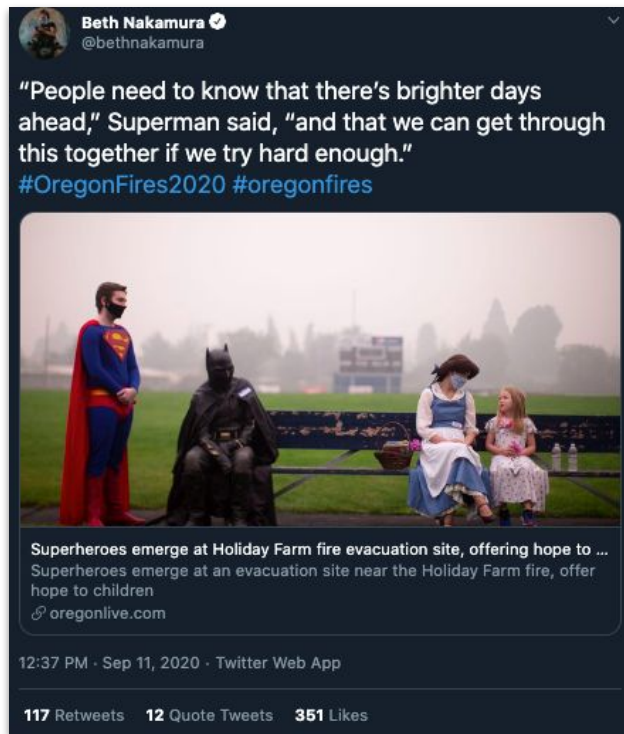 Beth Nakamura
@bethnakamura
“People need to know that there’s brighter days
ahead,” Superman said, “and that we can get through
this together if we try hard enough.”
#OregonFires2020 #oregonfires
Superheroes emerge at Holiday Farm fire evacuation site, offering hope to ...
Superheroes emerge at an evacuation site near the Holiday Farm fire, offer
hope to children
oregonlive.com
12:37 PM · Sep 11, 2020 · Twitter Web App
117 Retweets 12 Quote Tweets 351 Likes